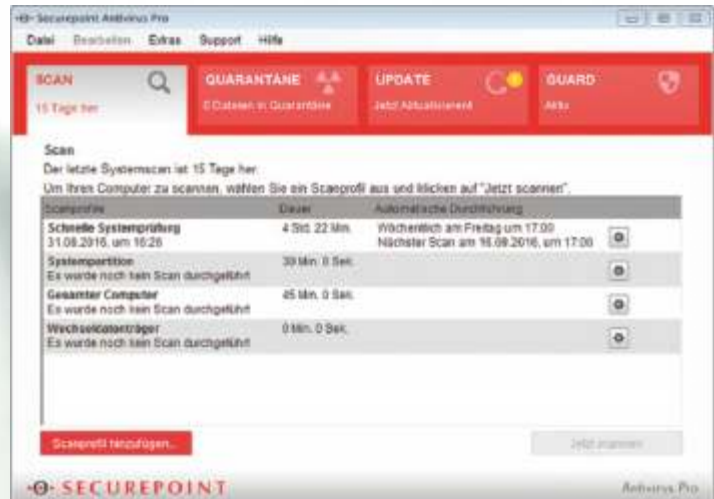 Securepoint Antivirus Pro
Datei Bearbeiten Extras Support Hilfe
SCAN
15 Tage her
QUARANTÄNE
0 Dateien in Quarantäne
UPDATE
Jetzt Aktualisieren!
GUARD
Aktiv
Scan
Der letzte Systemscan ist 15 Tage her.
Um Ihren Computer zu scannen, wählen Sie ein Scanprofil aus und klicken auf "Jetzt scannen".
Scanprofile Dauer Automatische Durchführung
Schnelle Systemprüfung 4 Std. 22 Min. Wöchentlich am Freitag um 17:00
31.08.2016, um 16:26 Nächster Scan am 16.09.2016, um 17:00
Systempartition 39 Min. 0 Sek.
Es wurde noch kein Scan durchgeführt
Gesamter Computer 45 Min. 0 Sek.
Es wurde noch kein Scan durchgeführt
Wechseldatenträger 0 Min. 0 Sek.
Es wurde noch kein Scan durchgeführt
Scanprofil hinzufügen... Jetzt scannen
SECUREPOINT Antivirus Pro